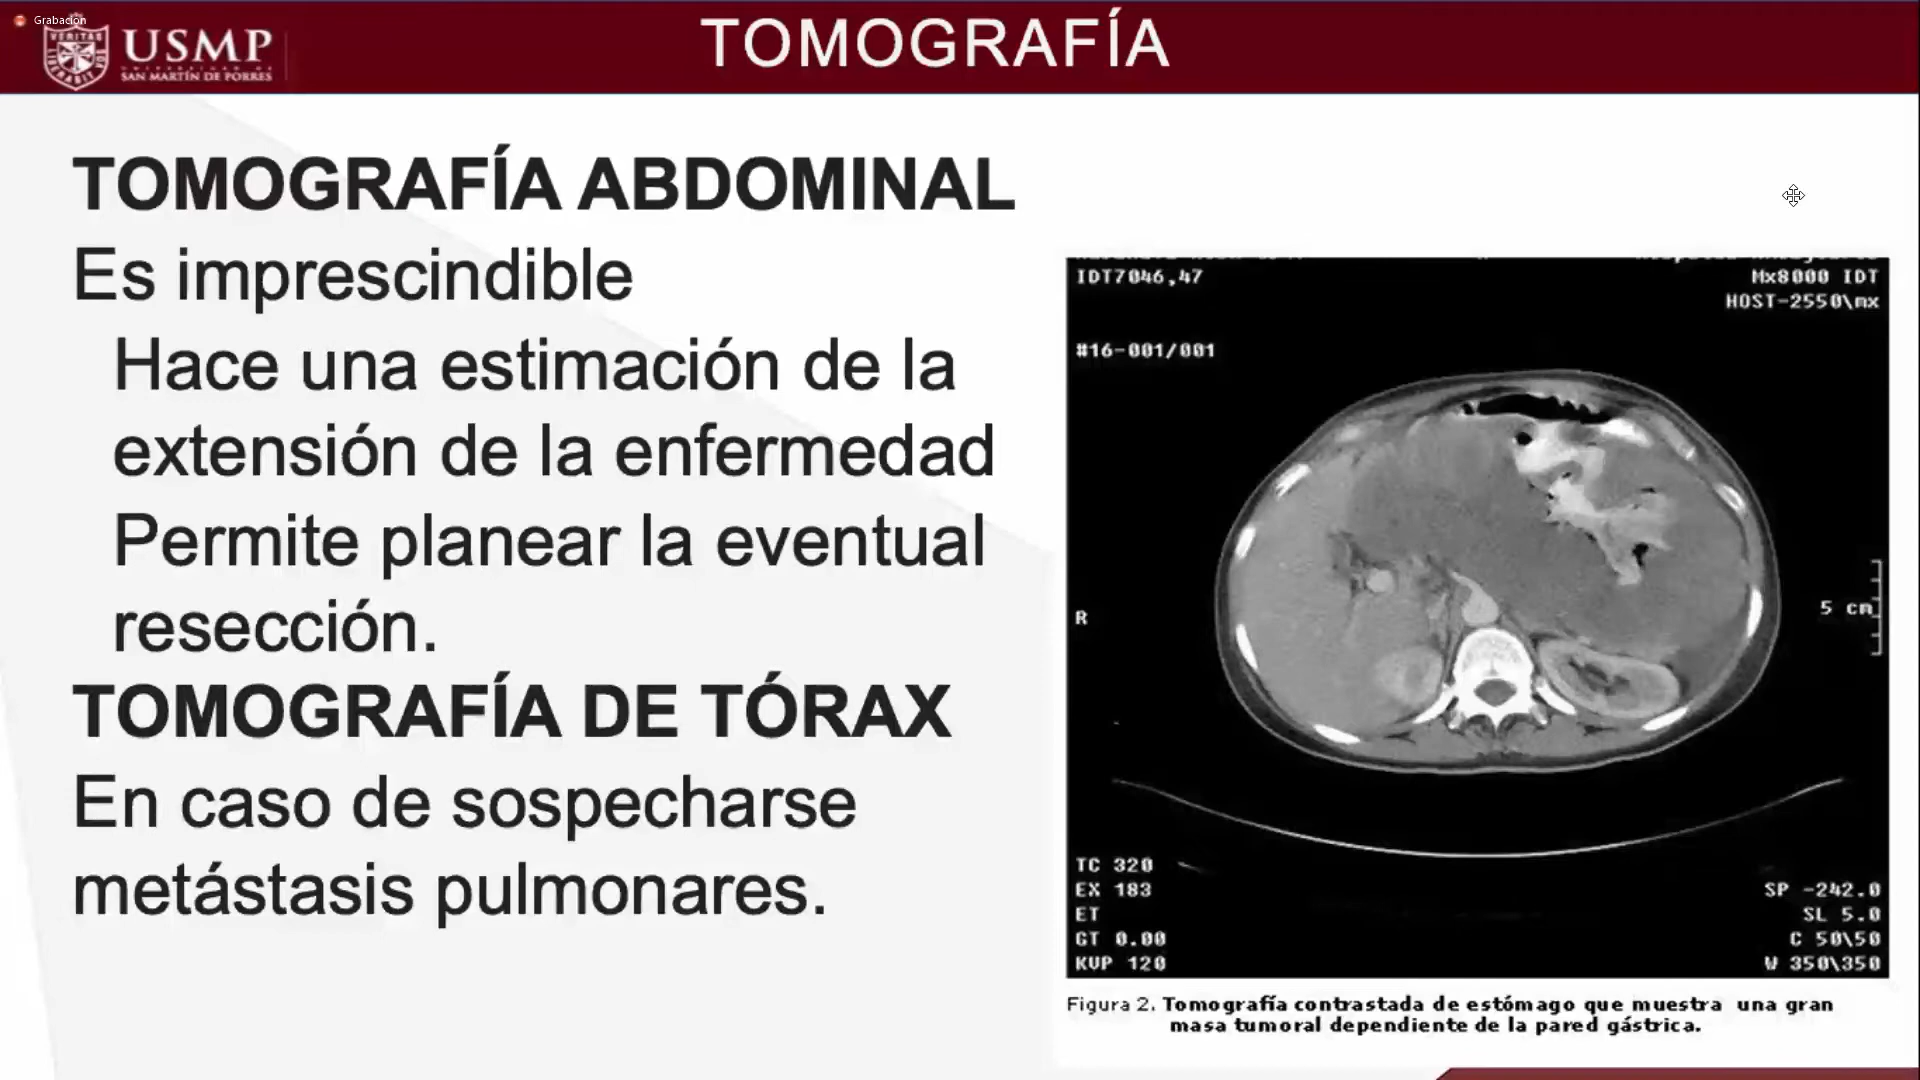 Grabación
USMP
SAN MARTÍN DE PORRES
TOMOGRAFÍA
TOMOGRAFÍA ABDOMINAL
Es imprescindible
Hace una estimación de la
extensión de la enfermedad
Permite planear la eventual
resección.
TOMOGRAFÍA DE TÓRAX
En caso de sospecharse
metástasis pulmonares.
IDT7046,47
Mx8000 IDT
HOST-2550\mx
#16-001/001
R
5 cm
TC 320
EX 183
ET
GT 0.00
KVP 120
SP -242.0
SL 5.0
C 50\50
W 350\350
Figura 2. Tomografía contrastada de estómago que muestra una gran
masa tumoral dependiente de la pared gástrica.